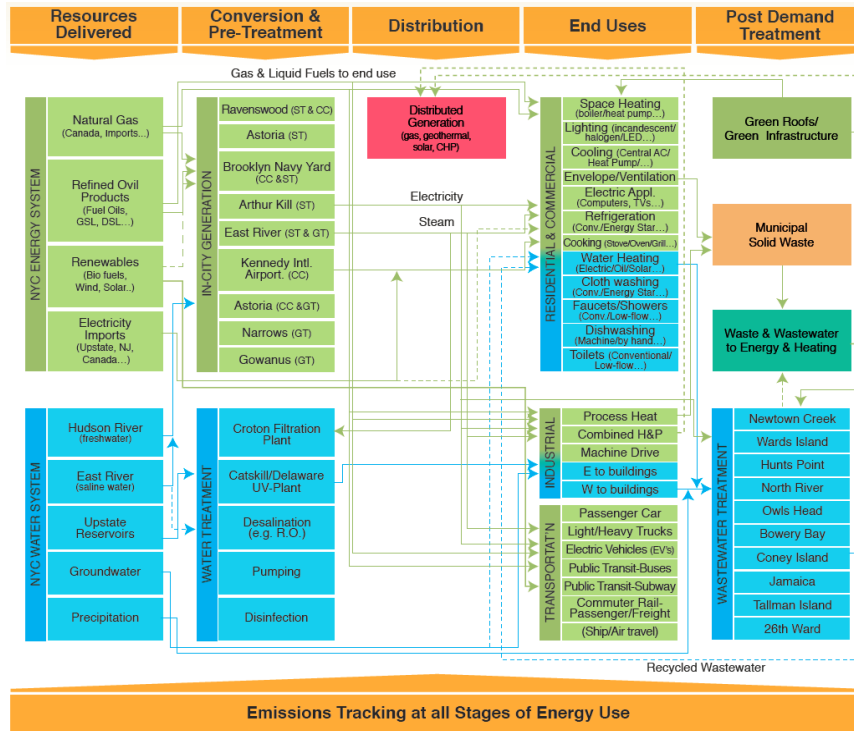 Resources
Delivered
Conversion &
Pre-Treatment
Distribution
End Uses
Post Demand
Treatment
Gas & Liquid Fuels to end use
NYC ENERGY SYSTEM
Natural Gas
(Canada, Imports...)
Refined Ovil
Products
(Fuel Oils,
GSL, DSL...)
Renewables
(Bio fuels,
Wind, Solar..)
Electricity
Imports
(Upstate, NJ,
Canada...)
IN-CITY GENERATION
Ravenswood (ST & CC)
Astoria (ST)
Brooklyn Navy Yard
(CC &ST)
Arthur Kill (ST)
East River (ST & GT)
Kennedy Intl.
Airport. (CC)
Astoria (CC &GT)
Narrows (GT)
Gowanus (GT)
Distributed
Generation
(gas, geothermal,
solar, CHP)
Electricity
Steam
RESIDENTIAL & COMMERCIAL
Space Heating
(boiler/heat pump...)
Lighting (incandescent/
halogen/LED...)
Cooling (Central AC/
Heat Pump/...)
Envelope/Ventilation
Electric Appl.
(Computers, TVs...)
Refrigeration
(Conv./Energy Star...)
Cooking (Stove/Oven/Grill...)
Water Heating
(Electric/Oil/Solar...)
Cloth washing
(Conv./Energy Star...)
Faucets/Showers
(Conv./Low-flow...)
Dishwashing
(Machine/by hand...)
Toilets (Conventional/
Low-flow...)
Green Roofs/
Green Infrastructure
Municipal
Solid Waste
Waste & Wastewater
to Energy & Heating
NYC WATER SYSTEM
Hudson River
(freshwater)
East River
(saline water)
Upstate
Reservoirs
Groundwater
Precipitation
WATER TREATMENT
Croton Filtration
Plant
Catskill/Delaware
UV-Plant
Desalination
(e.g. R.O.)
Pumping
Disinfection
INDUSTRIAL
Process Heat
Combined H&P
Machine Drive
E to buildings
W to buildings
TRANSPORTAT'N
Passenger Car
Light/Heavy Trucks
Electric Vehicles (EV's)
Public Transit-Buses
Public Transit-Subway
Commuter Rail-
Passenger/Freight
(Ship/Air travel)
WASTEWATER TREATMENT
Newtown Creek
Wards Island
Hunts Point
North River
Owls Head
Bowery Bay
Coney Island
Jamaica
Tallman Island
26th Ward
Recycled Wastewater
Emissions Tracking at all Stages of Energy Use